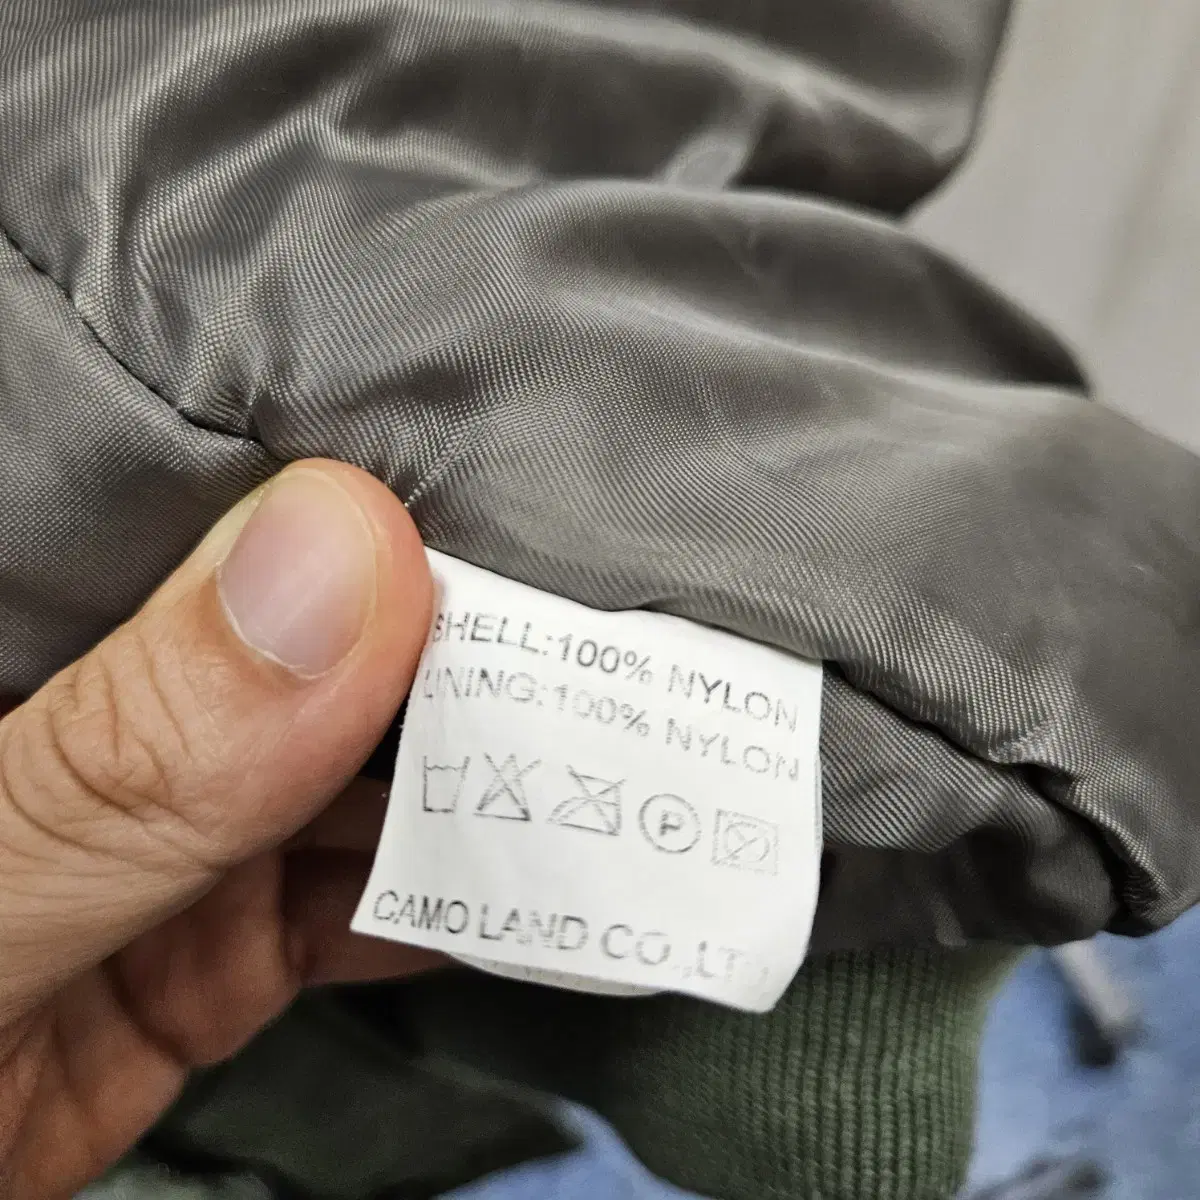 SHELL:100% NYLON
LINING:100% NYLON
P
CAMO LAND CO.,LTD